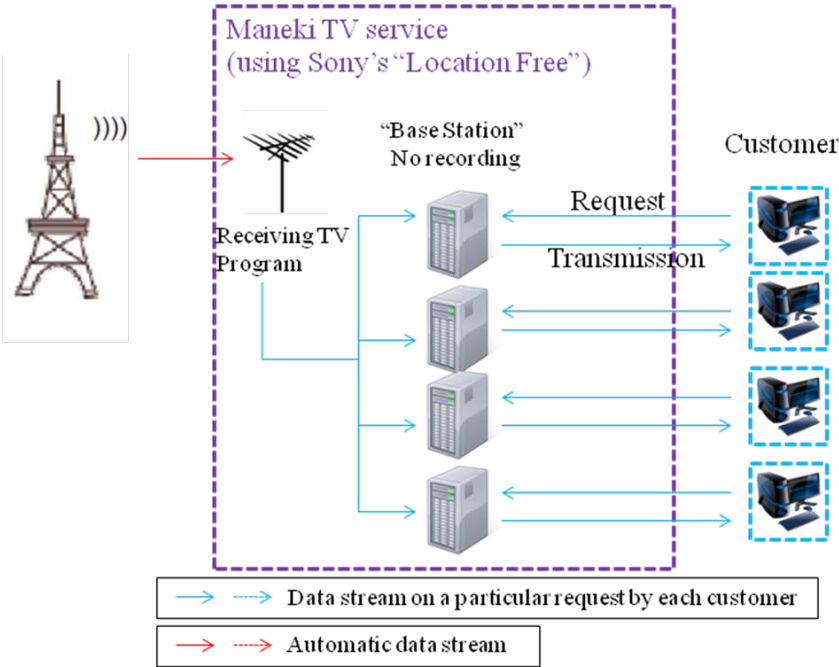 Maneki TV service
(using Sony's “Location Free”)
))))
“Base Station”
No recording
Customer
Receiving TV
Program
Request
Transmission
Data stream on a particular request by each customer
Automatic data stream